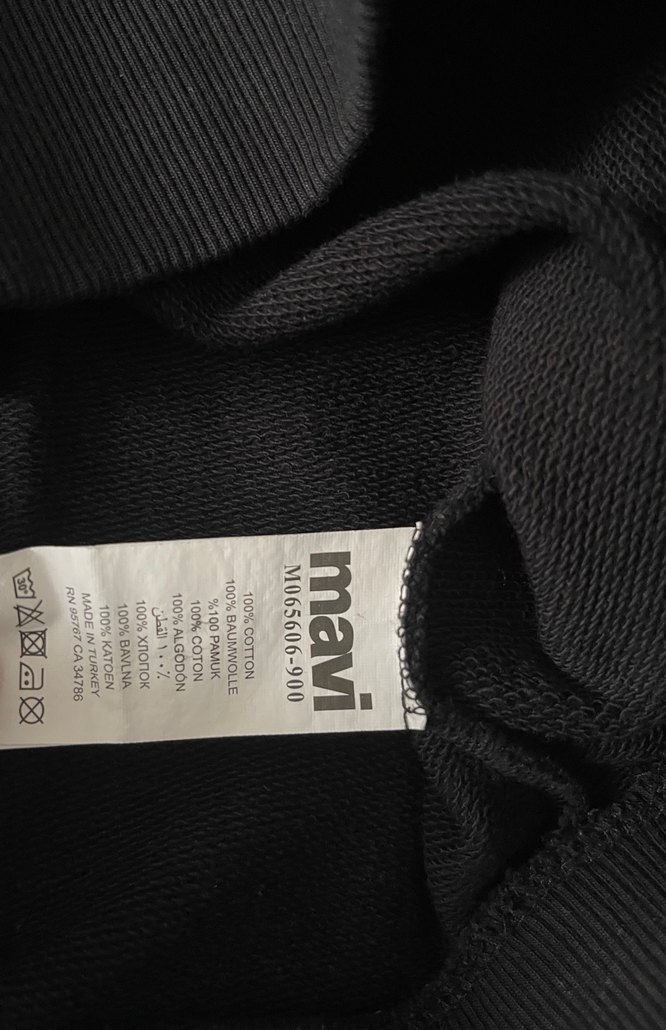 mavi
M065606-900
100% COTTON
100% BAUMWOLLE
%100 PAMUK
100% COTON
100% ALGODÓN
١٠٠٪ القطن
100% ХЛОПОК
100% BAVLNA
100% KATOEN
MADE IN TURKEY
RN 95767 CA 34786
30°